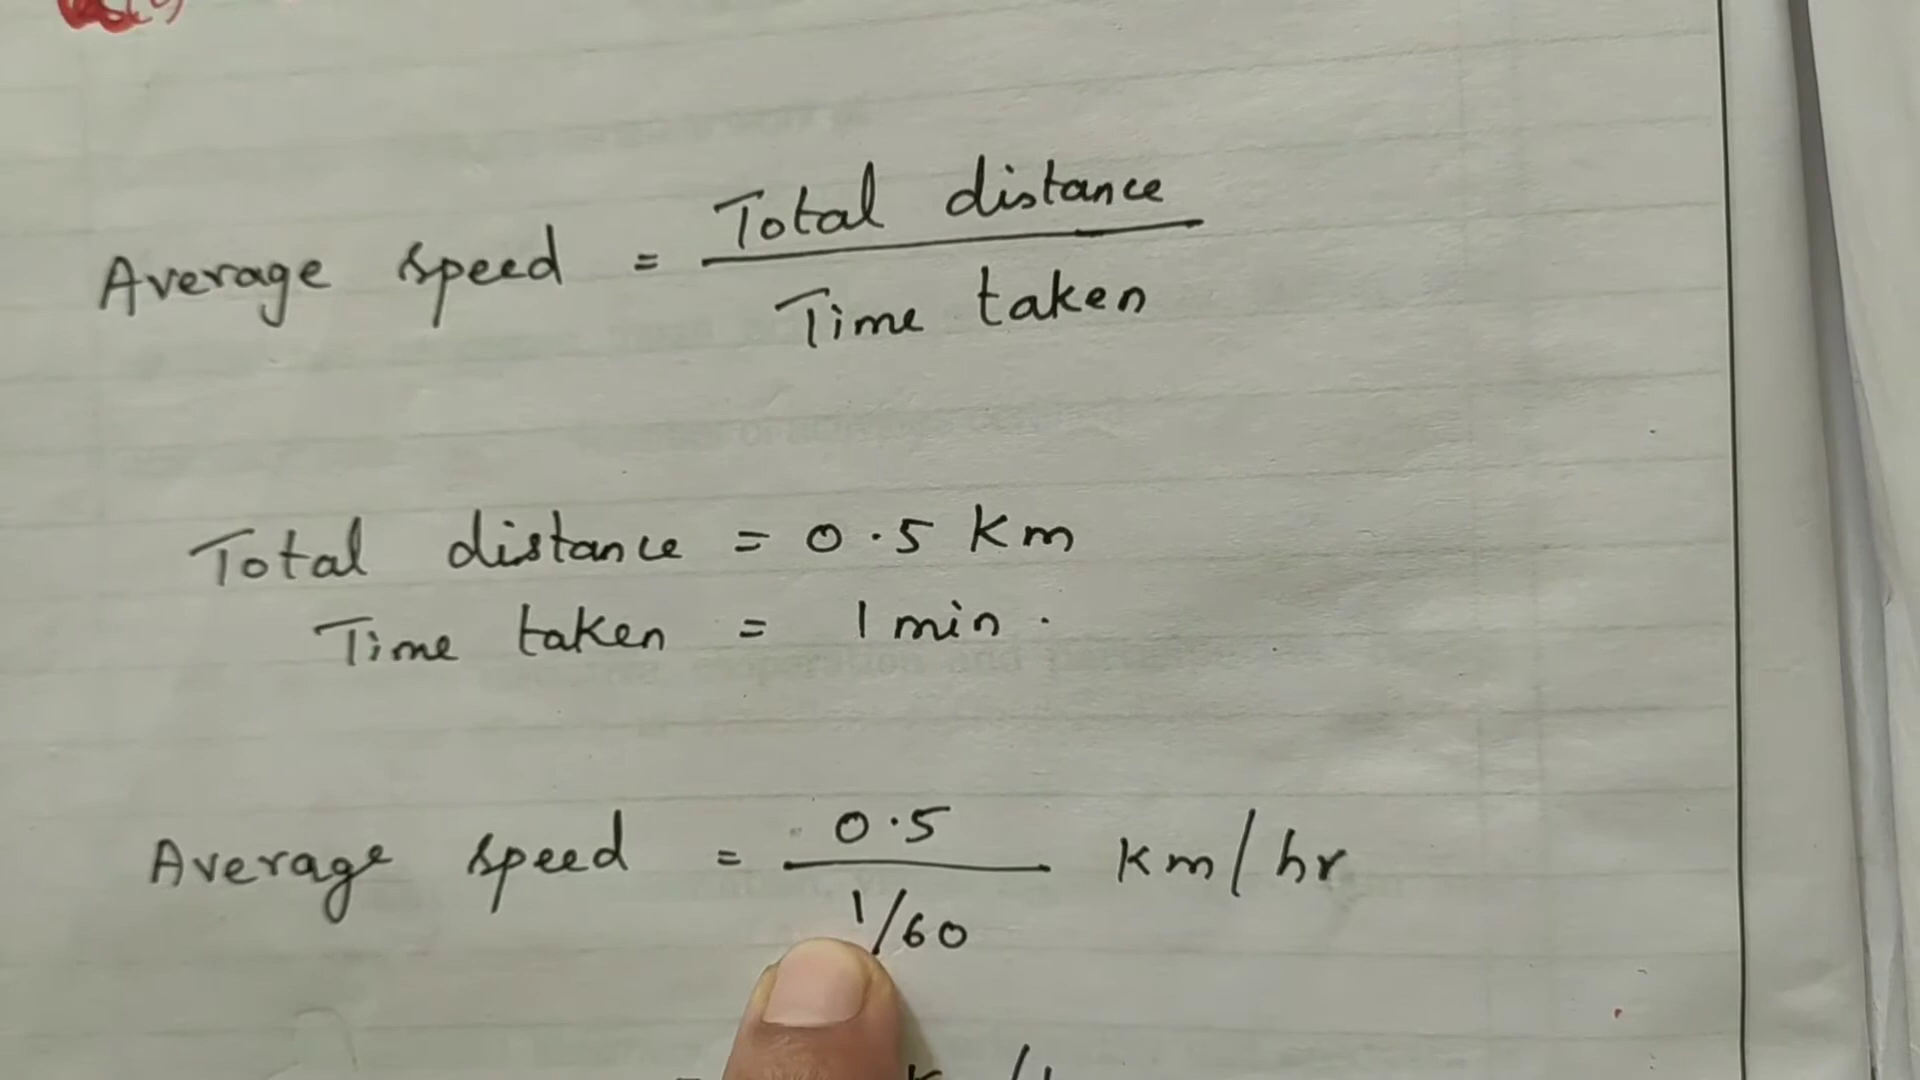 Average speed = Total distance / Time taken
Total distance = 0.5 Km
Time taken = 1 min.
Average speed = 0.5 / 1/60 Km/hr